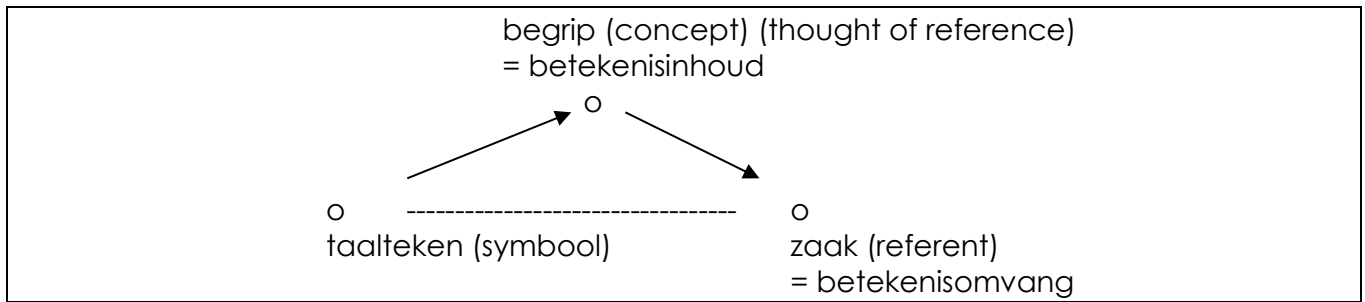 begrip (concept) (thought of reference)
= betekenisinhoud
o
o ---------------------------------- o
taalteken (symbool) zaak (referent)
= betekenisomvang